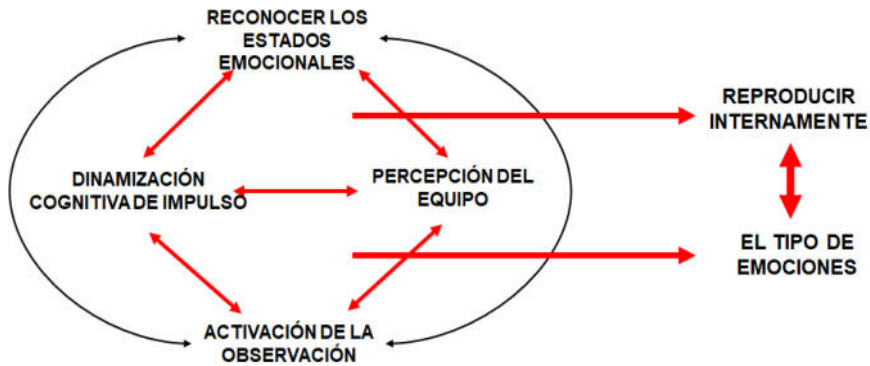 RECONOCER LOS
ESTADOS
EMOCIONALES
REPRODUCIR
INTERNAMENTE
DINAMIZACIÓN
COGNITIVA DE IMPULSO
PERCEPCIÓN DEL
EQUIPO
EL TIPO DE
EMOCIONES
ACTIVACIÓN DE LA
OBSERVACIÓN